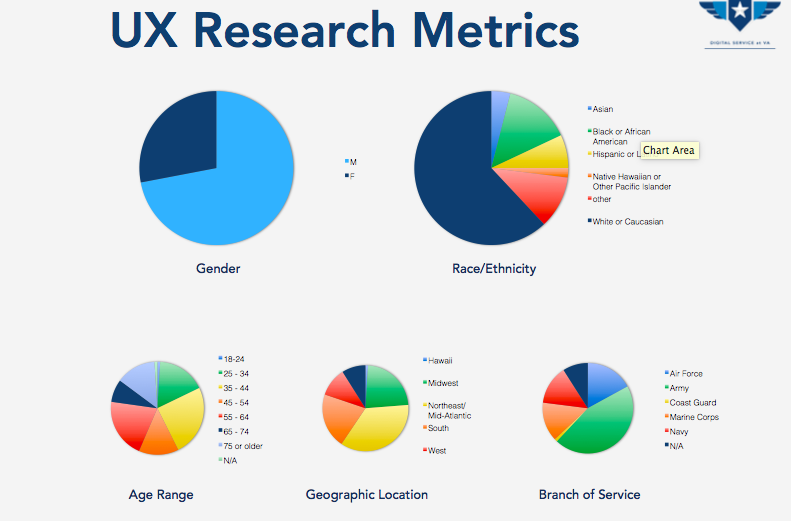 UX Research Metrics
DIGITAL SERVICE at VA
M
F
Gender
Asian
Black or African
American
Hispanic or L
Chart Area
Native Hawaiian or
Other Pacific Islander
other
White or Caucasian
Race/Ethnicity
18-24
25 - 34
35 - 44
45 - 54
55 - 64
65 - 74
75 or older
N/A
Age Range
Hawaii
Midwest
Northeast/
Mid-Atlantic
South
West
Geographic Location
Air Force
Army
Coast Guard
Marine Corps
Navy
N/A
Branch of Service